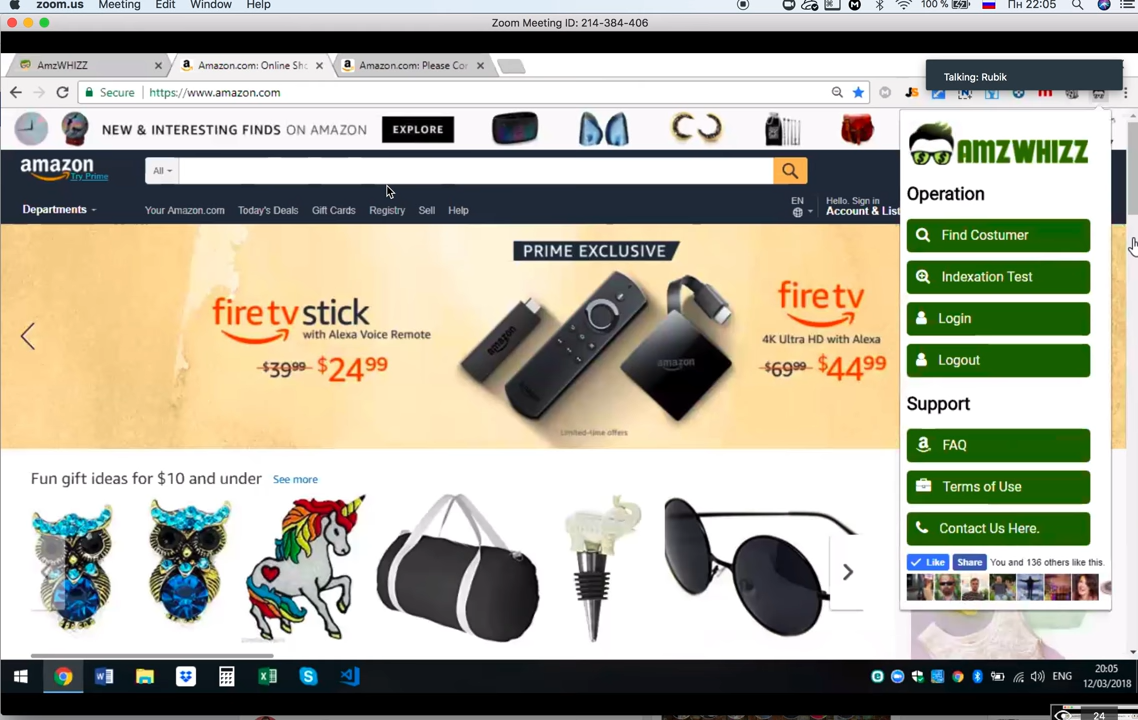 zoom.us Meeting Edit Window Help
100 % Пн 22:05
Zoom Meeting ID: 214-384-406
AmzWHIZZ
Amazon.com: Online Sho
Amazon.com: Please Cor
Talking: Rubik
Secure https://www.amazon.com
NEW & INTERESTING FINDS ON AMAZON EXPLORE
amazon
Try Prime
All
Departments
Your Amazon.com Today's Deals Gift Cards Registry Sell Help
EN
Hello. Sign in
Account & List
PRIME EXCLUSIVE
fire tv stick
with Alexa Voice Remote
$39.99 $24.99
fire tv
4K Ultra HD with Alexa
$69.99 $44.99
amazon
Limited-time offers
Fun gift ideas for $10 and under See more
AMZWHIZZ
Operation
Find Costumer
Indexation Test
Login
Logout
Support
FAQ
Terms of Use
Contact Us Here.
Like Share You and 136 others like this.
ENG
20:05
12/03/2018
24